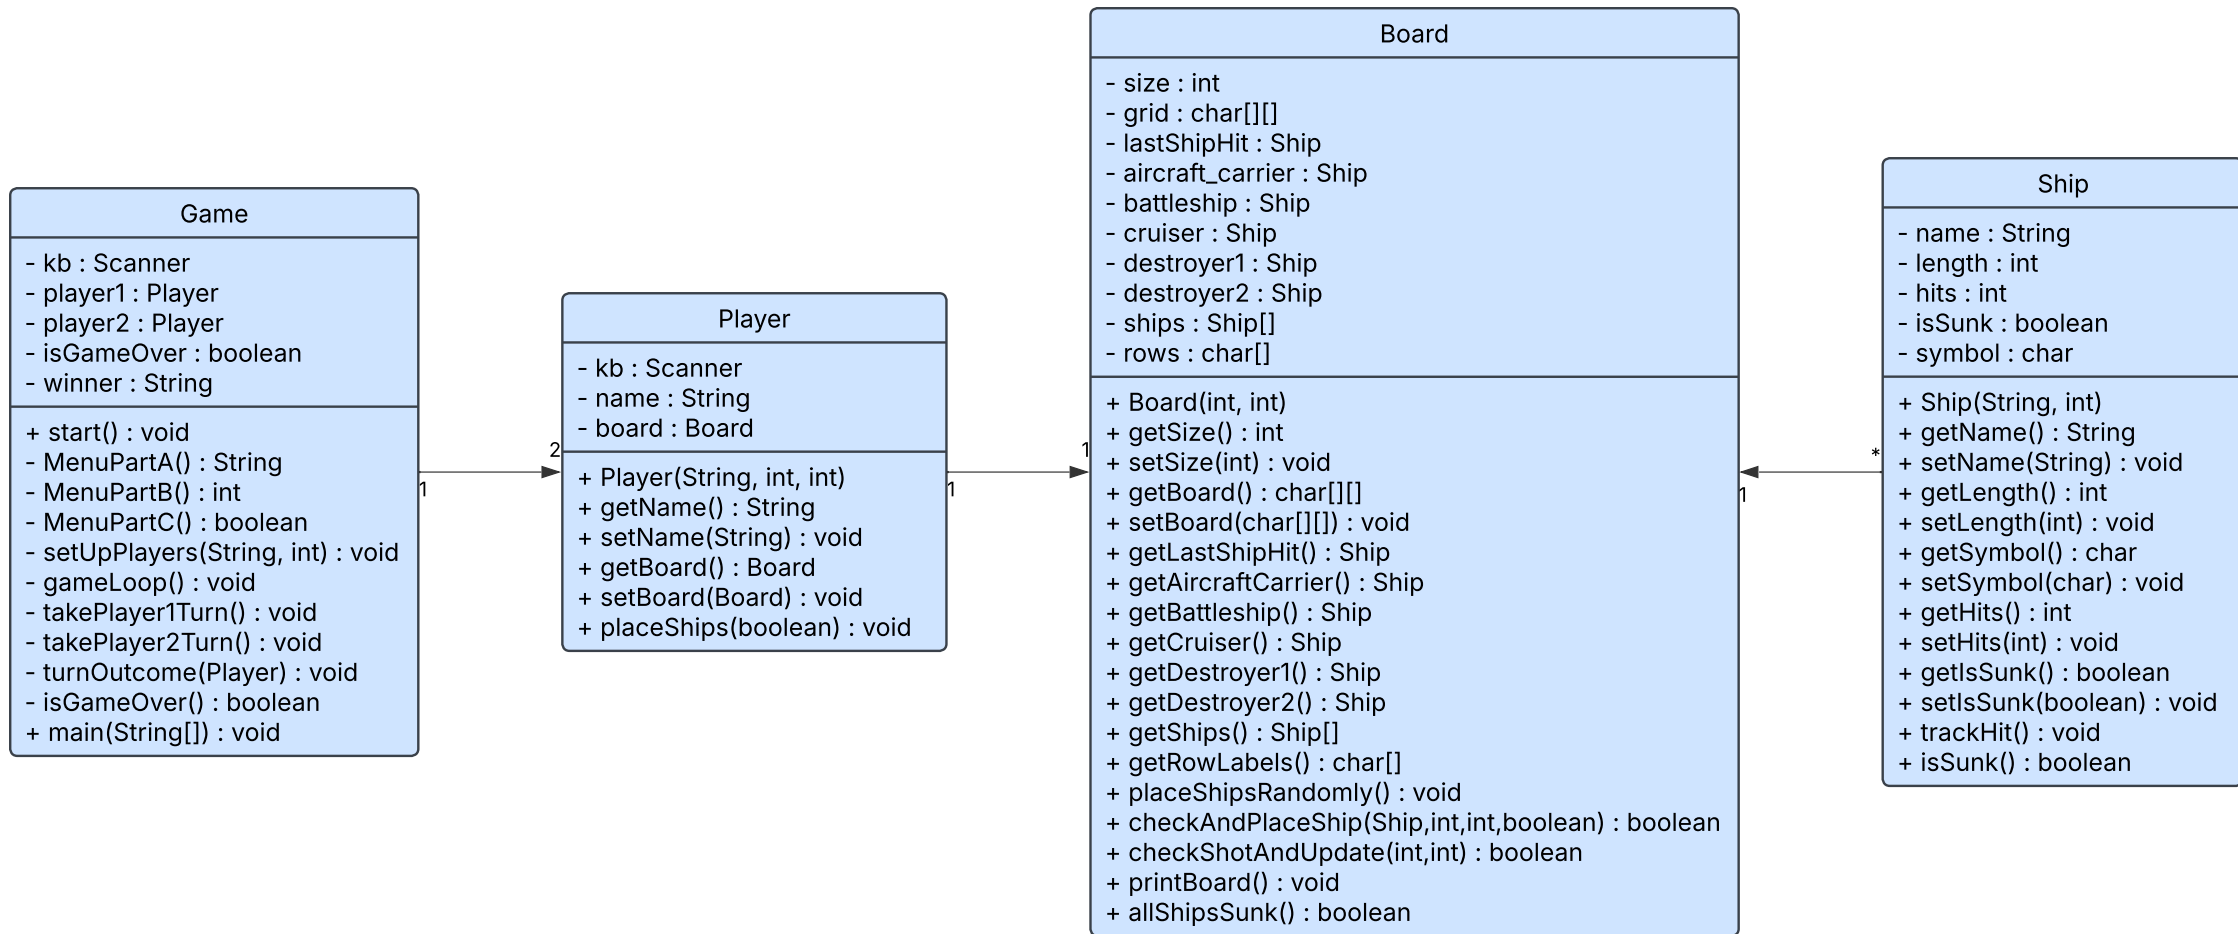 Game
- kb : Scanner
- player1 : Player
- player2 : Player
- isGameOver : boolean
- winner : String
+ start() : void
- MenuPartA() : String
- MenuPartB() : int
- MenuPartC() : boolean
- setUpPlayers(String, int) : void
- gameLoop() : void
- takePlayer1Turn() : void
- takePlayer2Turn() : void
- turnOutcome(Player) : void
- isGameOver() : boolean
+ main(String[]) : void
1
2
Player
- kb : Scanner
- name : String
- board : Board
+ Player(String, int, int)
+ getName() : String
+ setName(String) : void
+ getBoard() : Board
+ setBoard(Board) : void
+ placeShips(boolean) : void
1
1
Board
- size : int
- grid : char[][]
- lastShipHit : Ship
- aircraft_carrier : Ship
- battleship : Ship
- cruiser : Ship
- destroyer1 : Ship
- destroyer2 : Ship
- ships : Ship[]
- rows : char[]
+ Board(int, int)
+ getSize() : int
+ setSize(int) : void
+ getBoard() : char[][]
+ setBoard(char[][]) : void
+ getLastShipHit() : Ship
+ getAircraftCarrier() : Ship
+ getBattleship() : Ship
+ getCruiser() : Ship
+ getDestroyer1() : Ship
+ getDestroyer2() : Ship
+ getShips() : Ship[]
+ getRowLabels() : char[]
+ placeShipsRandomly() : void
+ checkAndPlaceShip(Ship,int,int,boolean) : boolean
+ checkShotAndUpdate(int,int) : boolean
+ printBoard() : void
+ allShipsSunk() : boolean
1
*
Ship
- name : String
- length : int
- hits : int
- isSunk : boolean
- symbol : char
+ Ship(String, int)
+ getName() : String
+ setName(String) : void
+ getLength() : int
+ setLength(int) : void
+ getSymbol() : char
+ setSymbol(char) : void
+ getHits() : int
+ setHits(int) : void
+ getIsSunk() : boolean
+ setIsSunk(boolean) : void
+ trackHit() : void
+ isSunk() : boolean